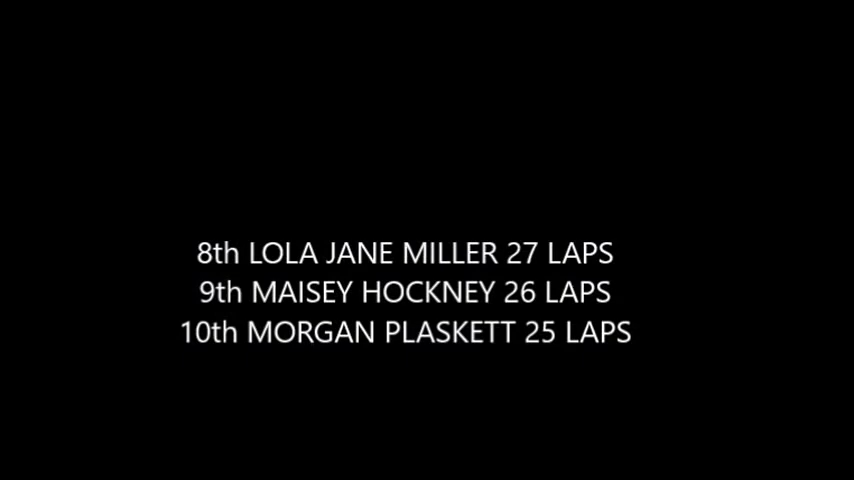 8th LOLA JANE MILLER 27 LAPS
9th MAISEY HOCKNEY 26 LAPS
10th MORGAN PLASKETT 25 LAPS